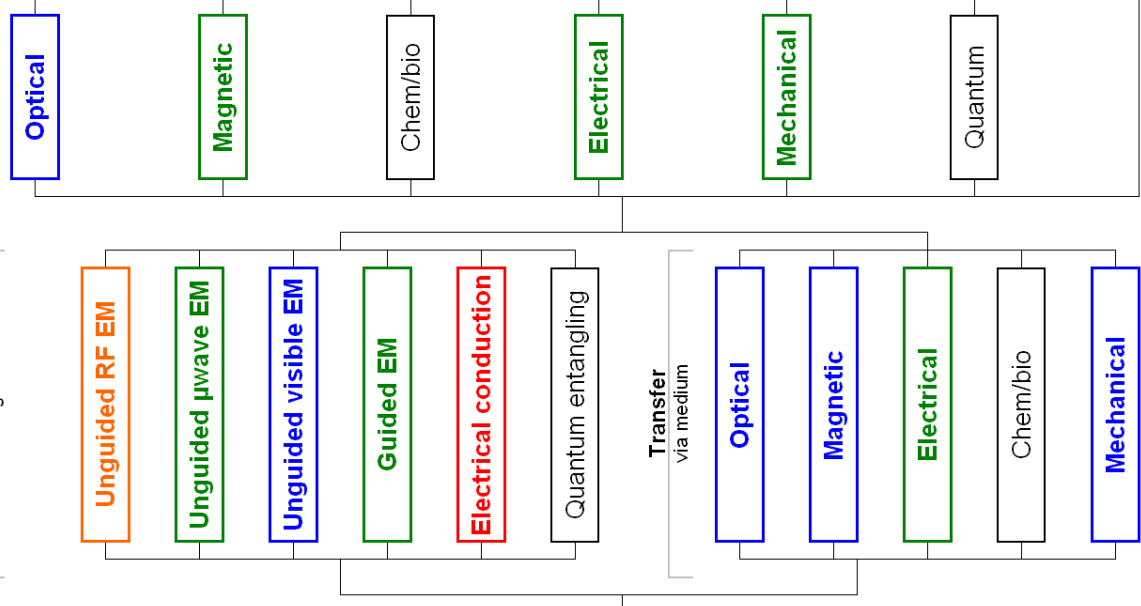 Optical
Magnetic
Chem/bio
Electrical
Mechanical
Quantum
Unguided RF EM
Unguided µwave EM
Unguided visible EM
Guided EM
Electrical conduction
Quantum entangling
Transfer
via medium
Optical
Magnetic
Electrical
Chem/bio
Mechanical